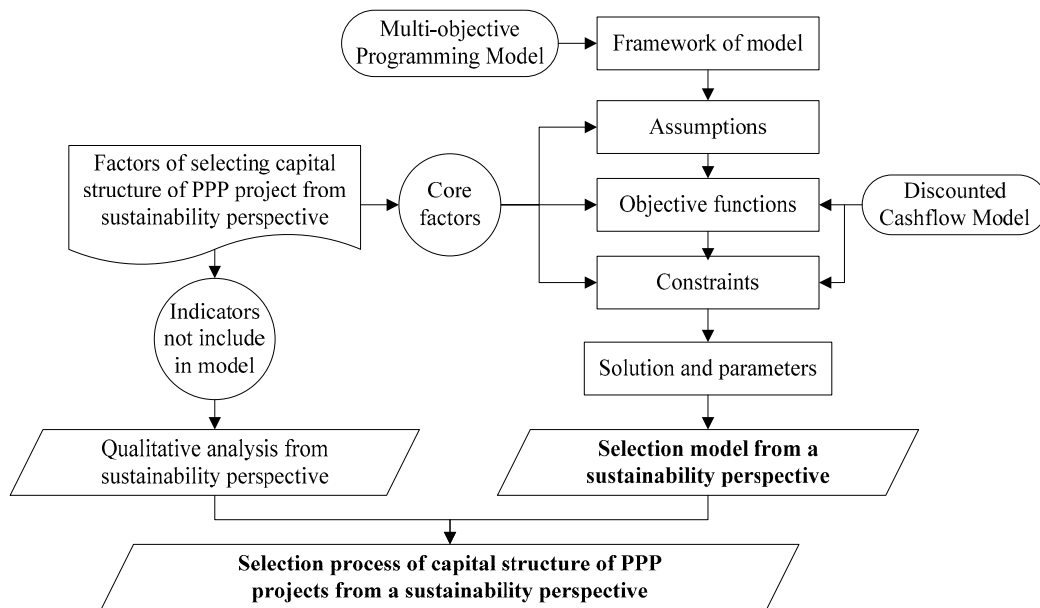 Multi-objective
Programming Model
Framework of model
Assumptions
Factors of selecting capital
structure of PPP project from
sustainability perspective
Core
factors
Objective functions
Discounted
Cashflow Model
Constraints
Indicators
not include
in model
Solution and parameters
Qualitative analysis from
sustainability perspective
Selection model from a
sustainability perspective
Selection process of capital structure of PPP
projects from a sustainability perspective